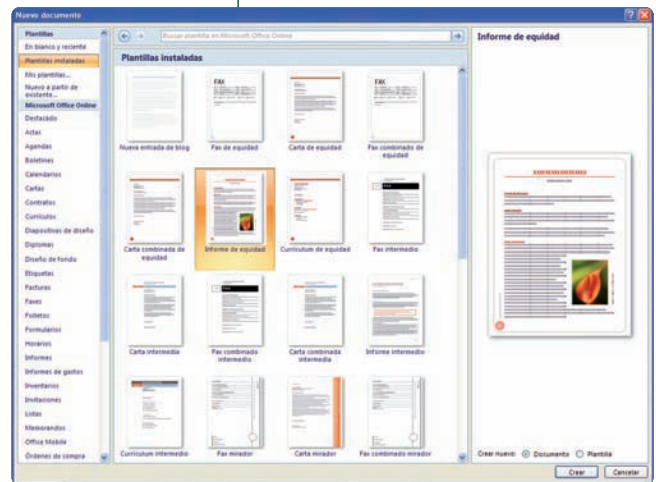 Nuevo documento
Plantillas
En blanco y reciente
Plantillas instaladas
Mis plantillas...
Nuevo a partir de
existente...
Microsoft Office Online
Destacado
Actas
Agendas
Boletines
Calendarios
Cartas
Contratos
Currículos
Diapositivas de diseño
Diplomas
Diseño de fondo
Etiquetas
Facturas
Faxes
Folletos
Formularios
Horarios
Informes
Informes de gastos
Inventarios
Invitaciones
Listas
Memorandos
Office Mobile
Órdenes de compra
Buscar plantilla en Microsoft Office Online
Plantillas instaladas
FAX
FAX
Nueva entrada de blog
Fax de equidad
Carta de equidad
Fax combinado de
equidad
Carta combinada de
equidad
Informe de equidad
Currículum de equidad
Fax intermedio
Carta intermedia
Fax combinado
intermedio
Carta combinada
intermedia
Informe intermedio
Currículum intermedio
Fax mirador
Carta mirador
Fax combinado mirador
Informe de equidad
Crear nuevo:
Documento
Plantilla
Crear
Cancelar